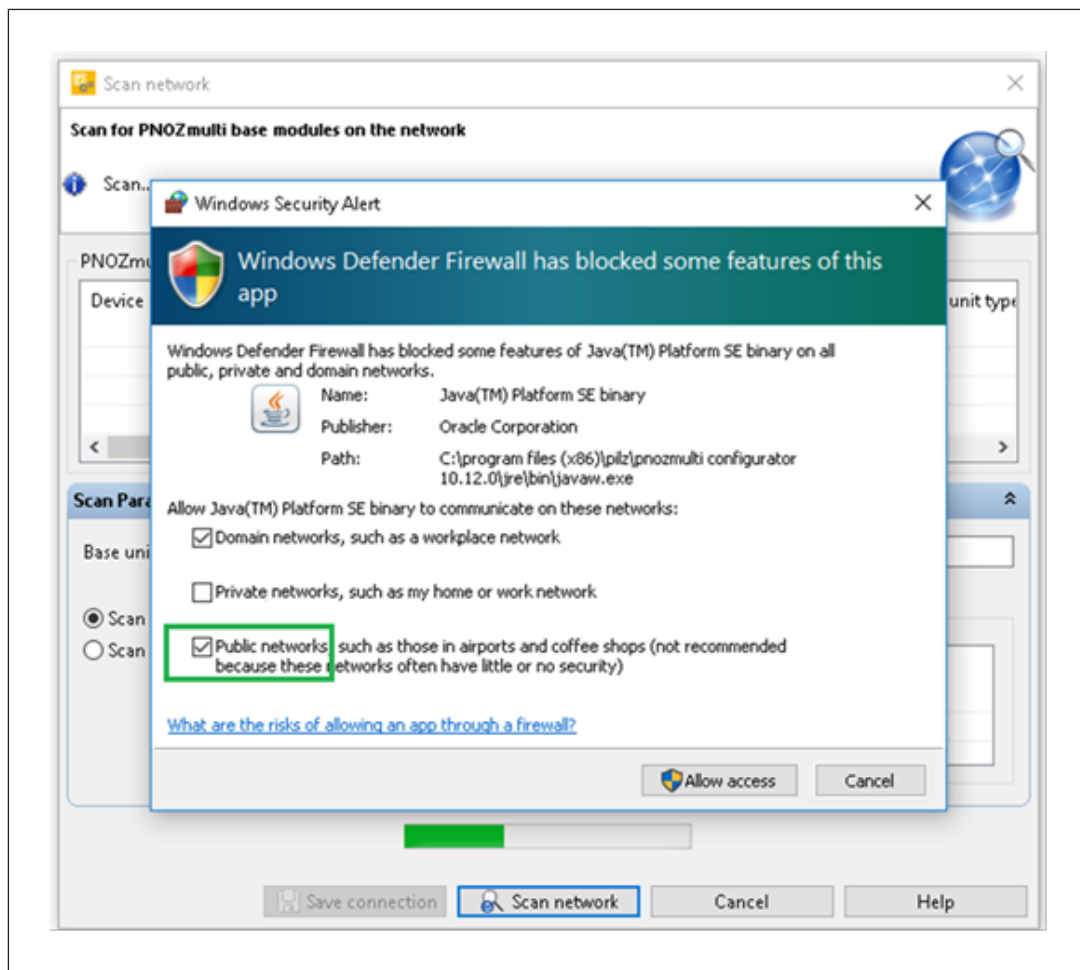 Scan network
Scan for PNOZmulti base modules on the network
Scan..
Windows Security Alert
Windows Defender Firewall has blocked some features of this
app
PNOZmu
Device
unit type
Windows Defender Firewall has blocked some features of Java(TM) Platform SE binary on all
public, private and domain networks.
Name: Java(TM) Platform SE binary
Publisher: Oracle Corporation
Path: C:\program files (x86)\pilz\pnozmulti configurator
10.12.0\jre\bin\javaw.exe
Scan Para
Allow Java(TM) Platform SE binary to communicate on these networks:
Domain networks, such as a workplace network
Base uni
Private networks, such as my home or work network
Scan
Public networks, such as those in airports and coffee shops (not recommended
because these networks often have little or no security)
Scan
What are the risks of allowing an app through a firewall?
Allow access Cancel
Save connection Scan network Cancel Help